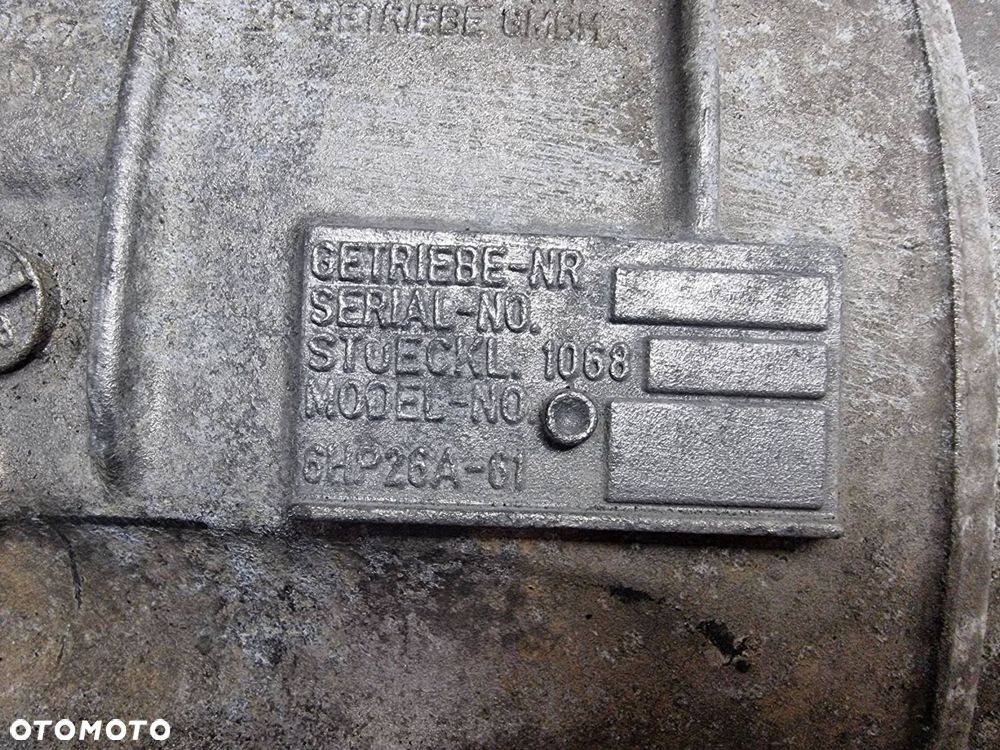 ZF-GETRIEBE GMBH
GETRIEBE-NR
SERIAL-NO.
STUECKL. 1068
MODEL-NO.
6HP26A-61
OTOMOTO